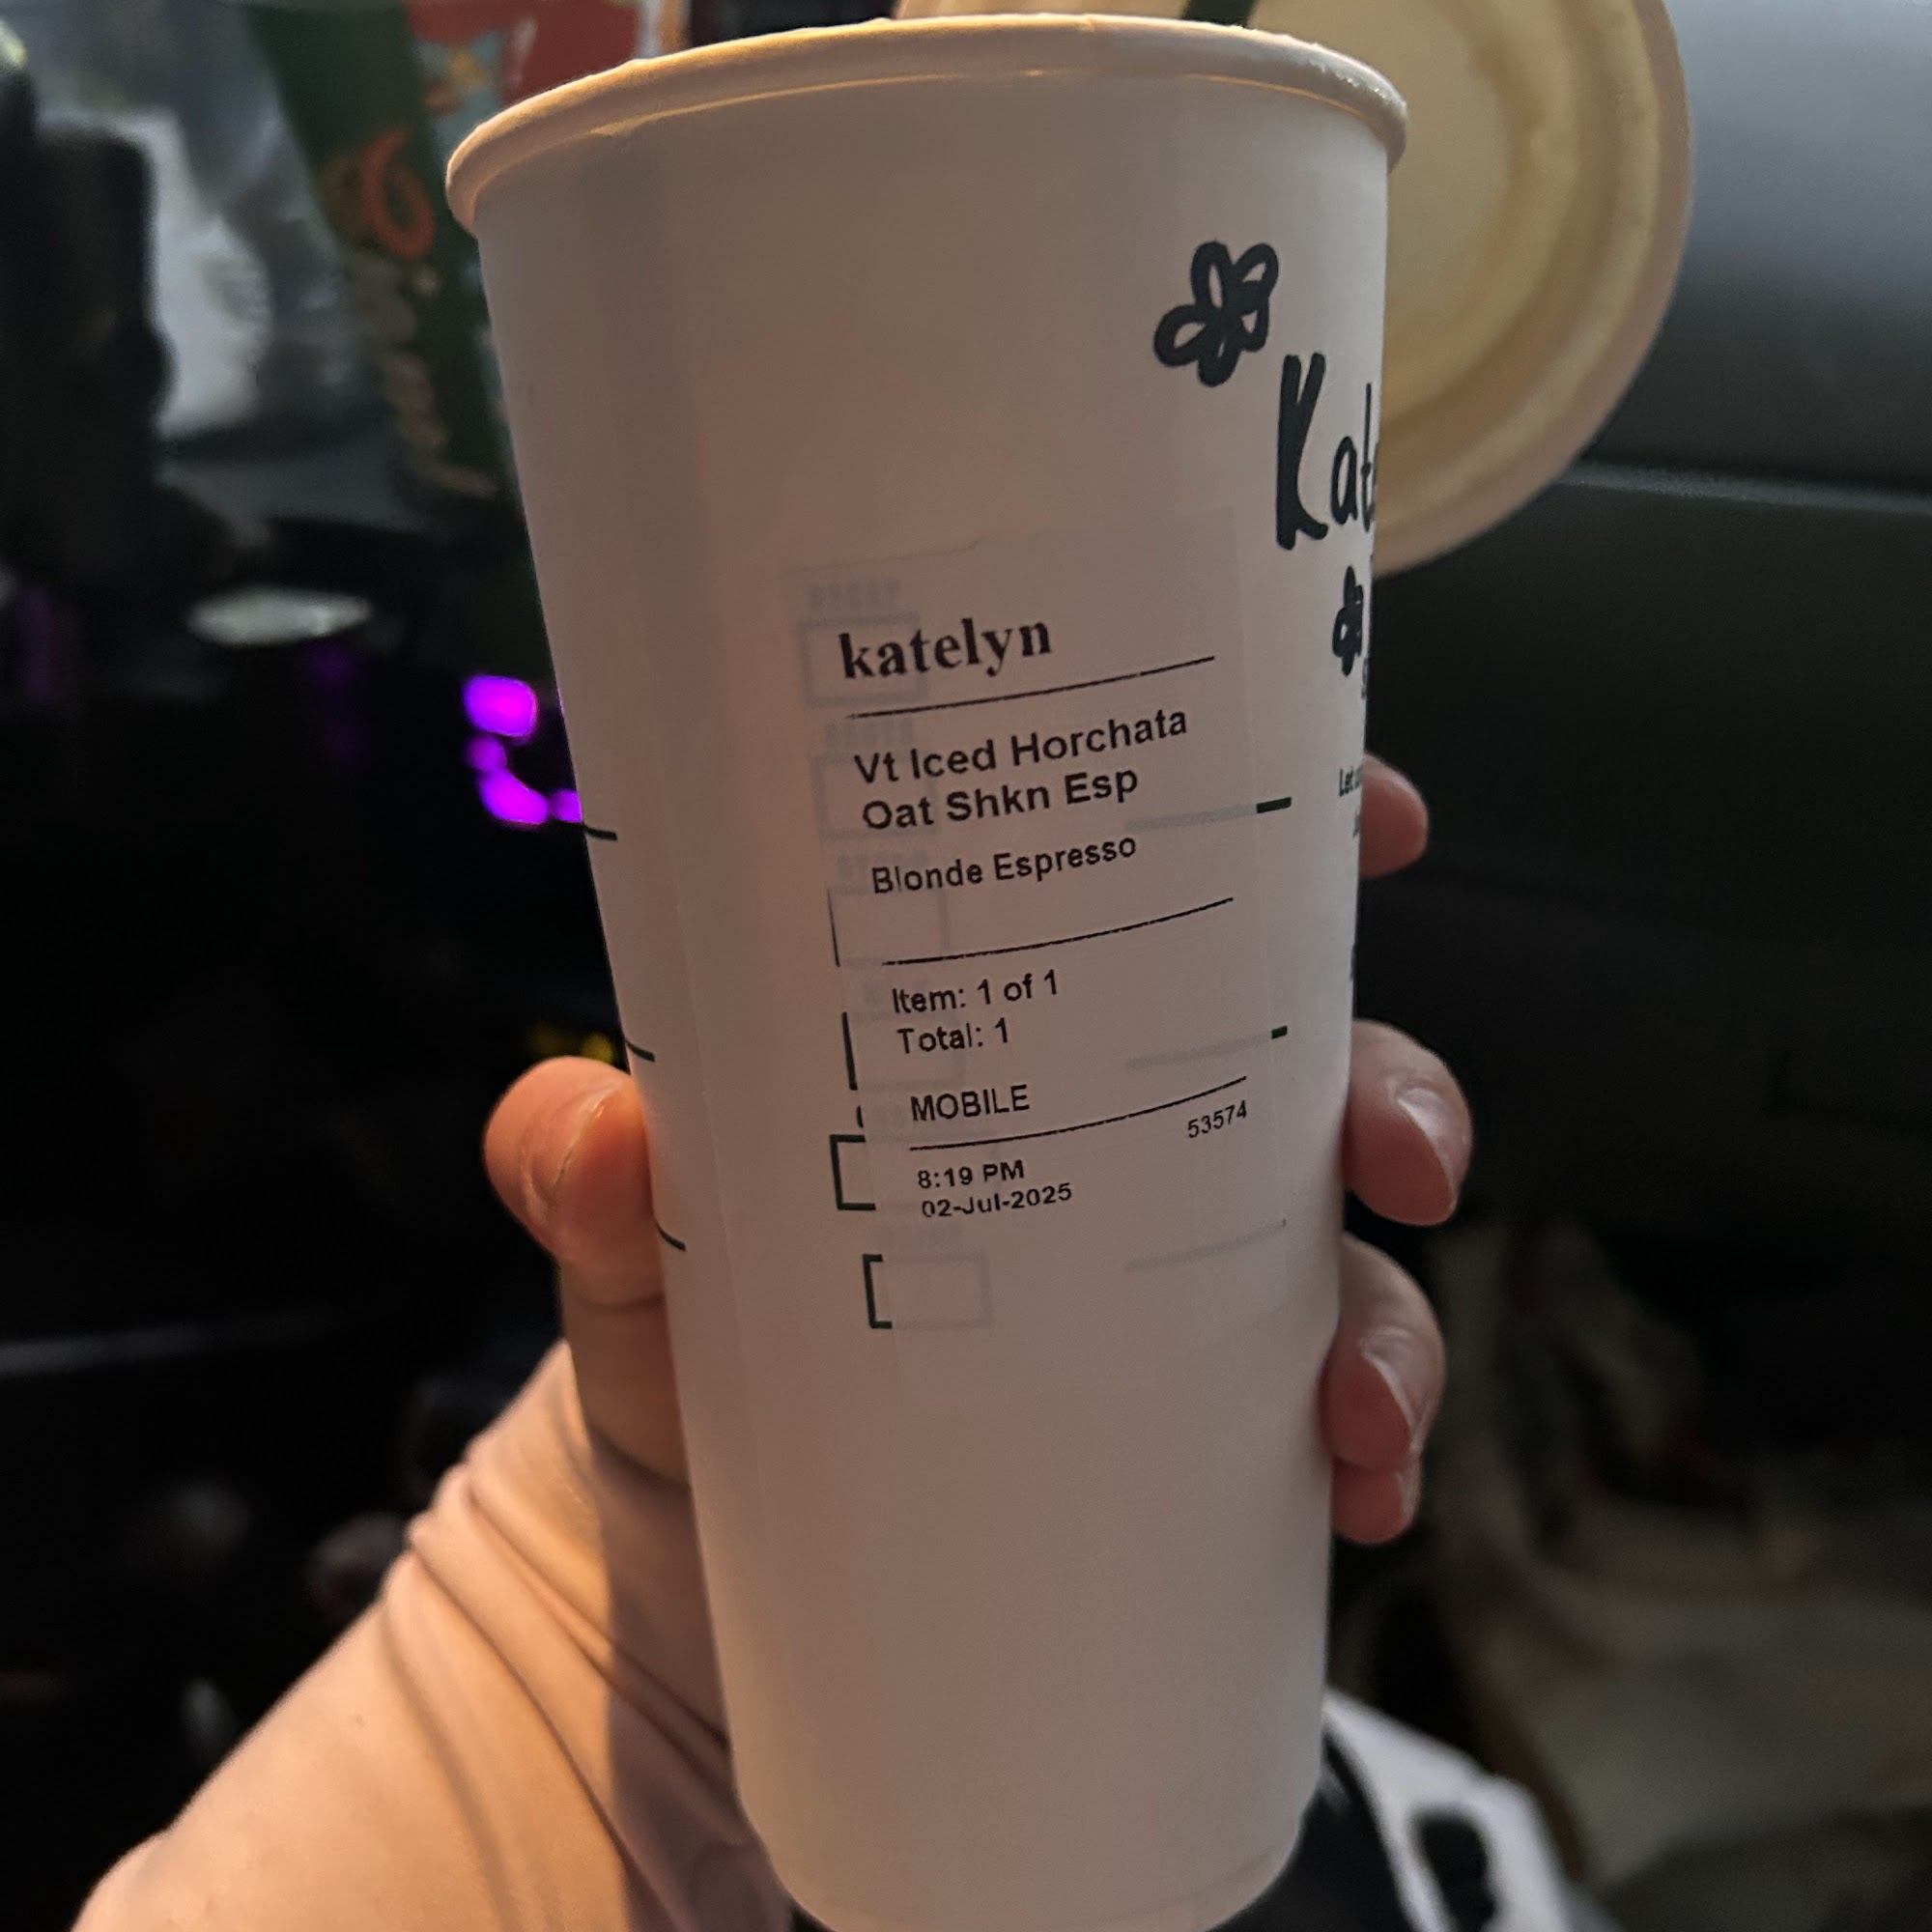 Kat
katelyn
Vt Iced Horchata
Oat Shkn Esp
Blonde Espresso
Item: 1 of 1
Total: 1
MOBILE
53574
8:19 PM
02-Jul-2025